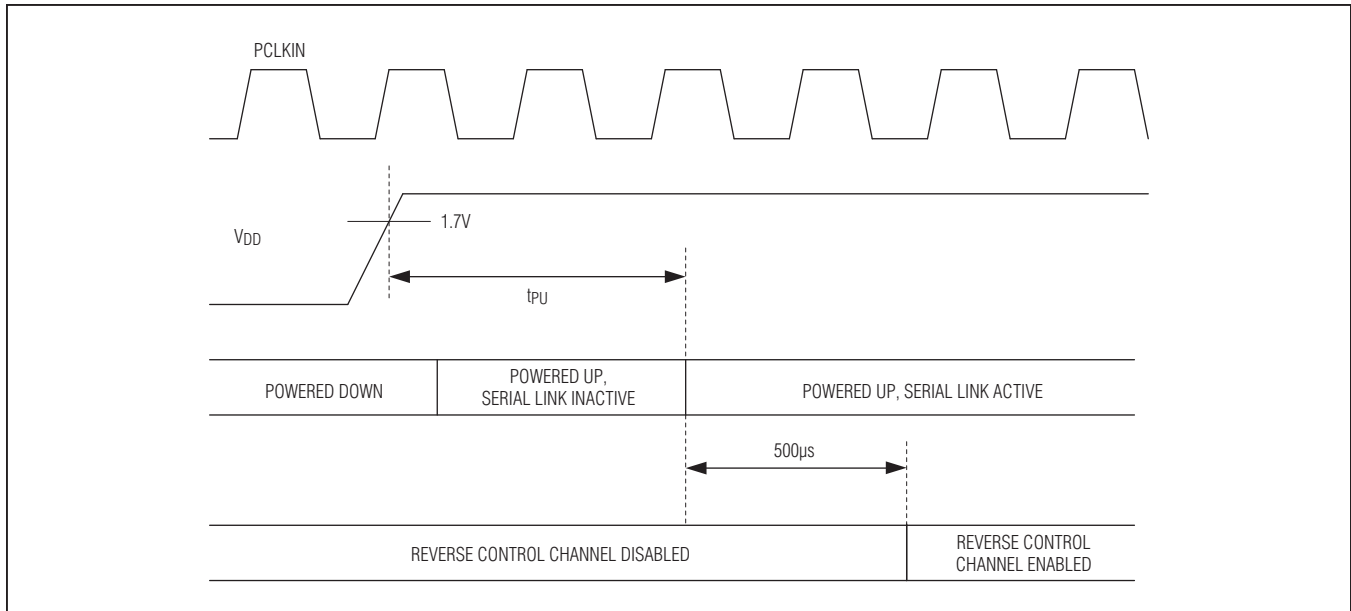 PCLKIN
1.7V
VDD
tPU
POWERED DOWN
POWERED UP,
SERIAL LINK INACTIVE
POWERED UP, SERIAL LINK ACTIVE
500µs
REVERSE CONTROL CHANNEL DISABLED
REVERSE CONTROL
CHANNEL ENABLED